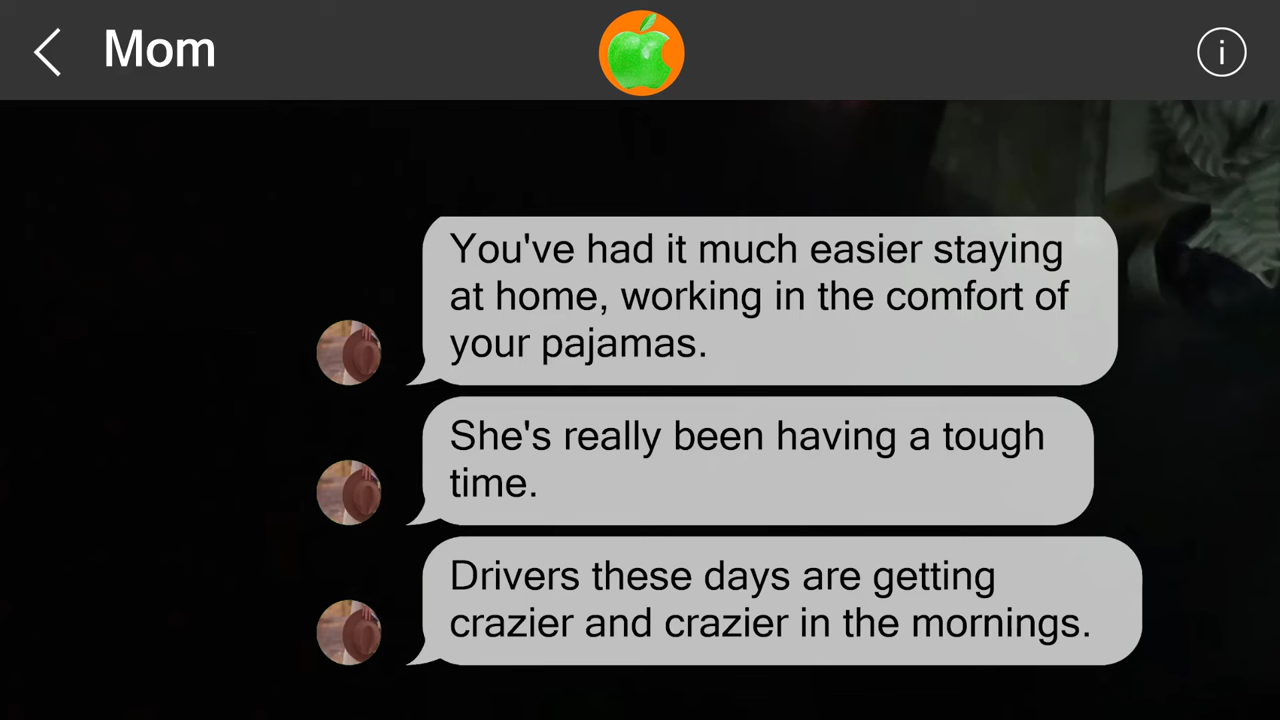 Mom
i
You've had it much easier staying
at home, working in the comfort of
your pajamas.
She's really been having a tough
time.
Drivers these days are getting
crazier and crazier in the mornings.